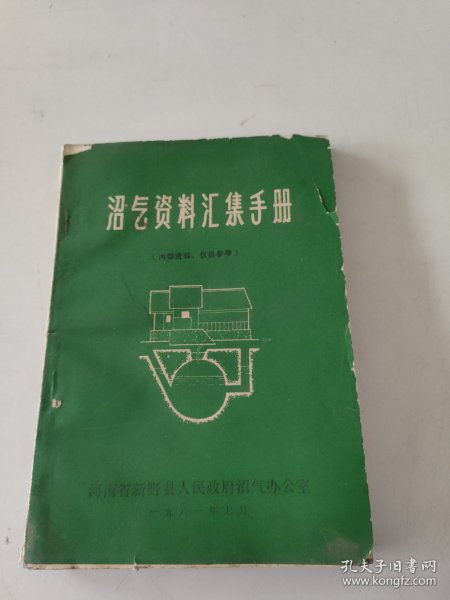 沼气资料汇集手册
（内部资料、仅供参考）
河南省新野县人民政府沼气办公室
一九八一年七月
孔夫子旧书网
www.kongfz.com